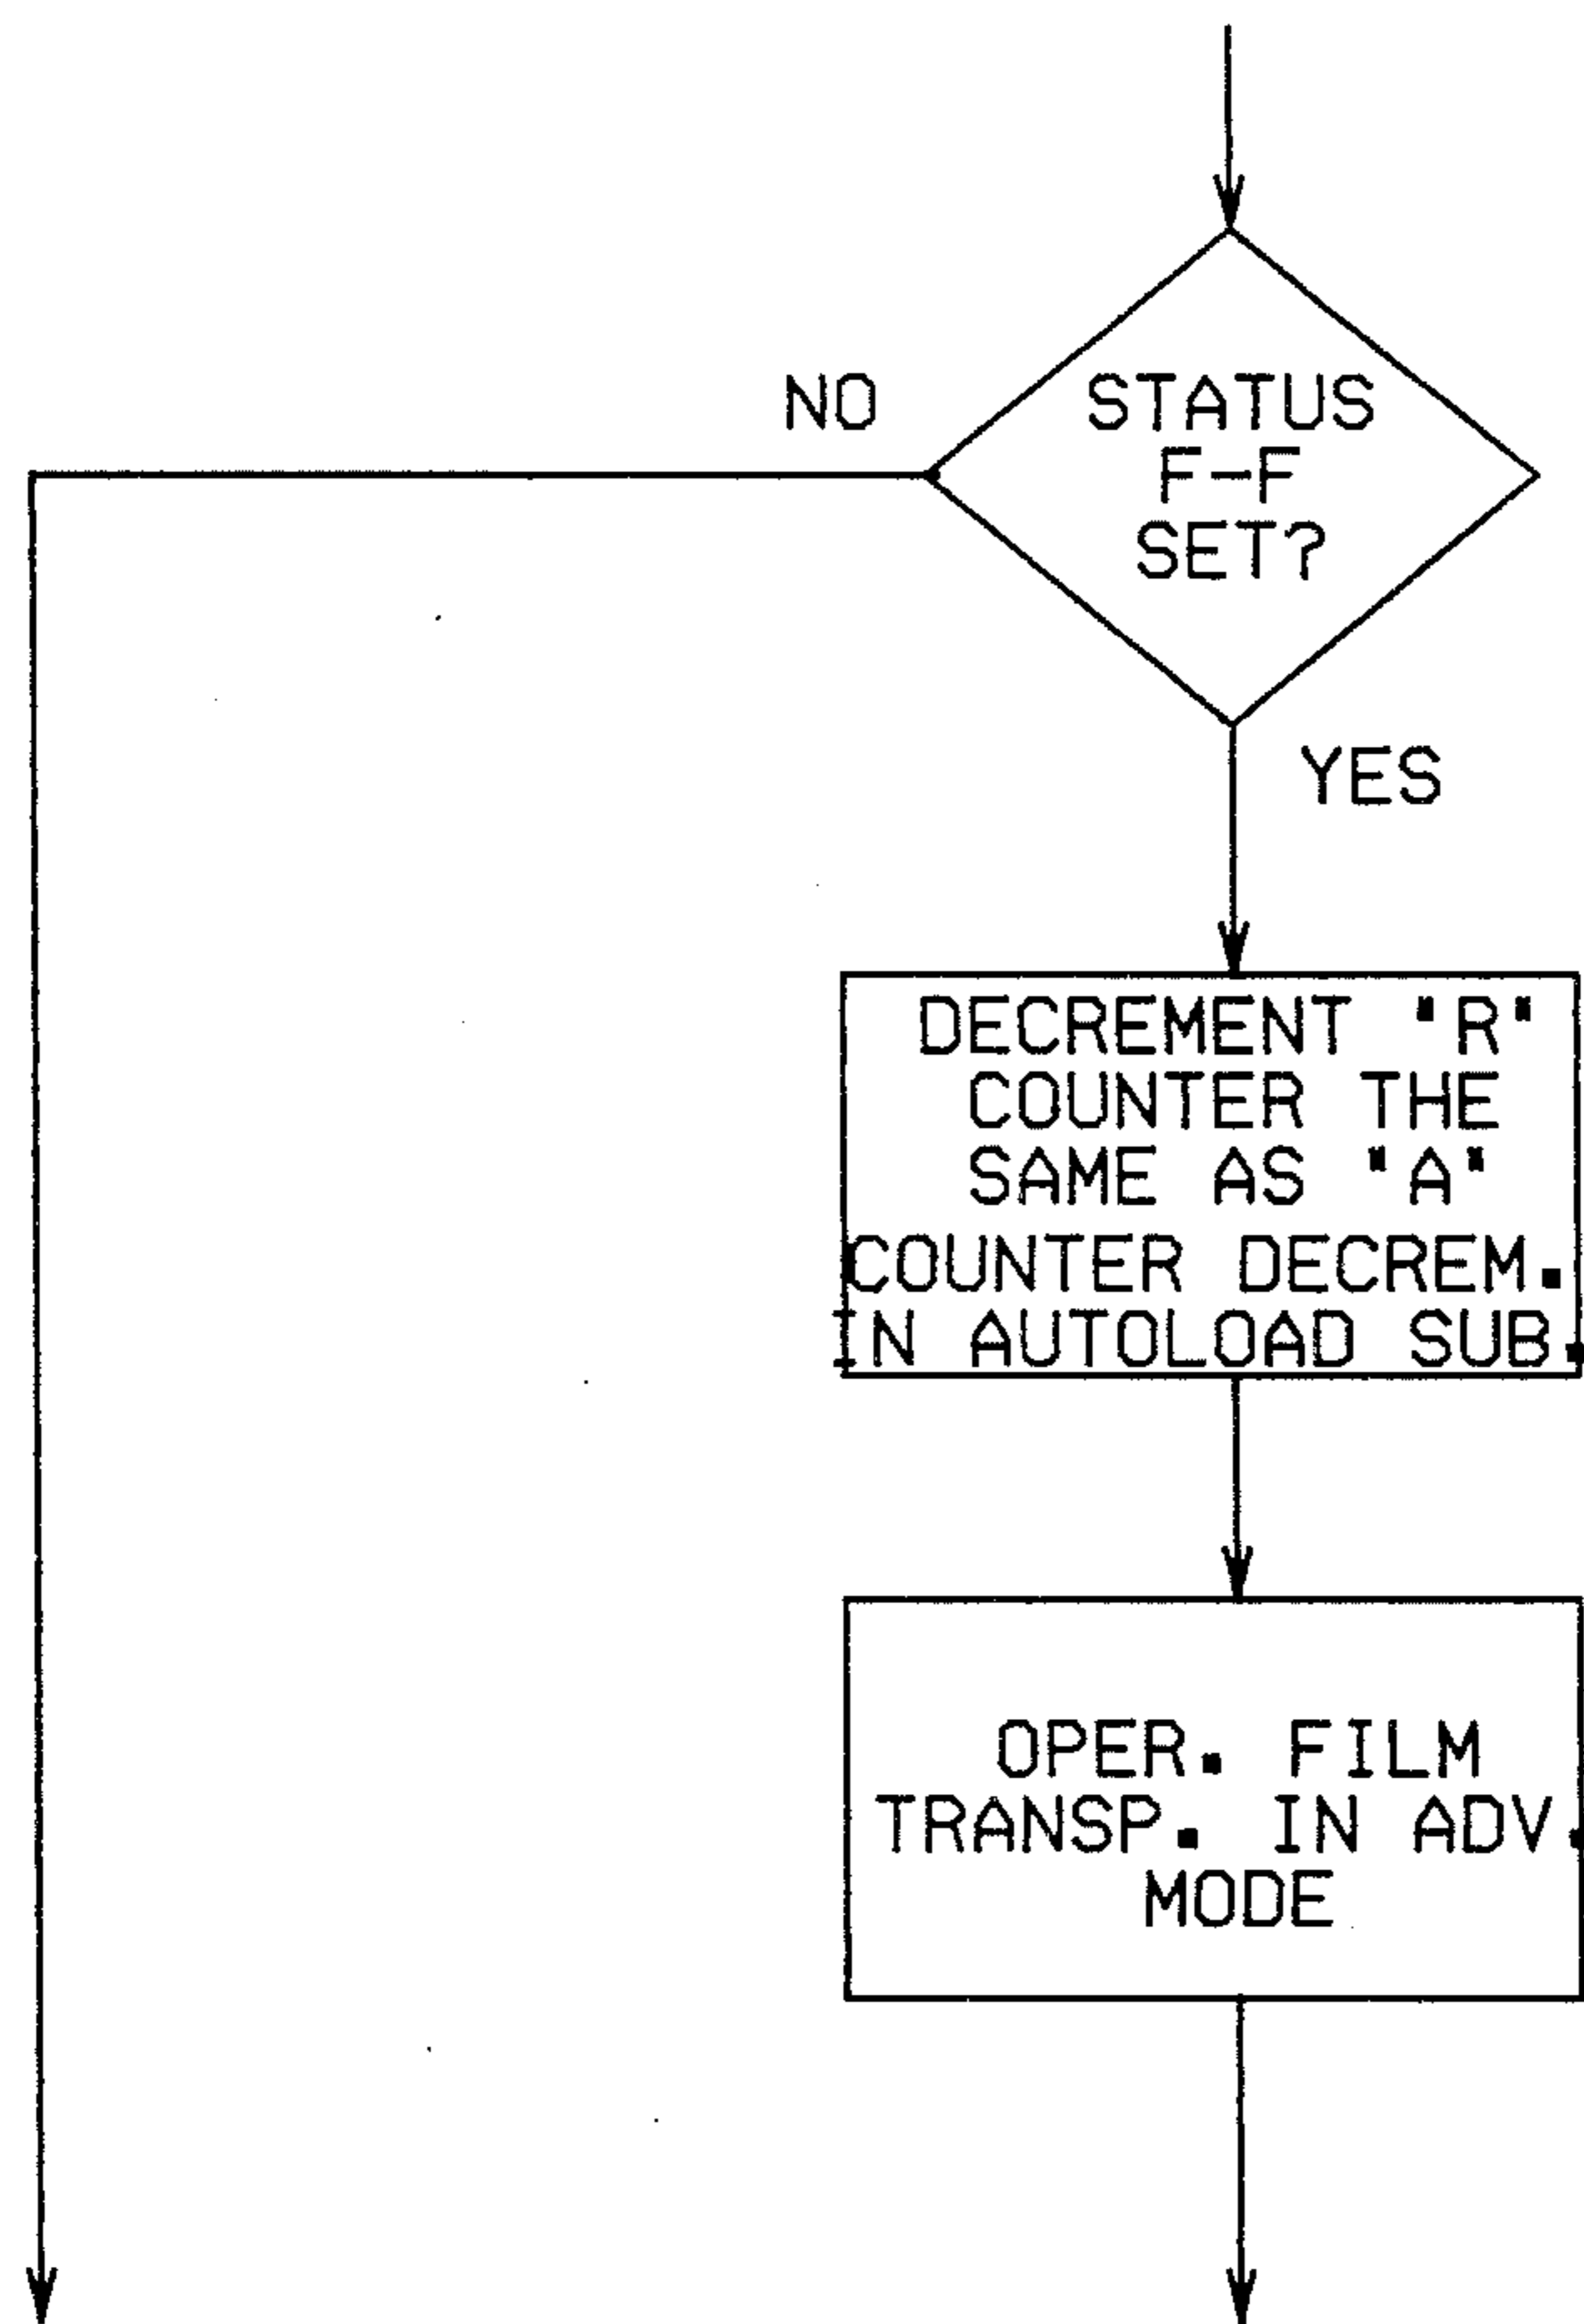 NO
STATUS
F-F
SET?
YES
DECREMENT "R"
COUNTER THE
SAME AS "A"
COUNTER DECREM.
IN AUTOLOAD SUB.
OPER. FILM
TRANSP. IN ADV.
MODE